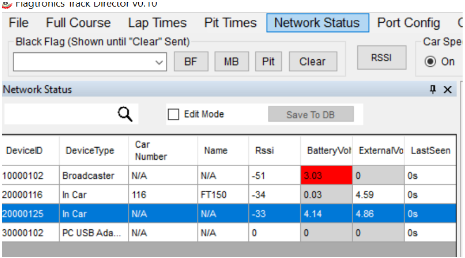 Flagtronics Track Director v0.10
File Full Course Lap Times Pit Times Network Status Port Config
Black Flag (Shown until "Clear" Sent)
Car Spe
BF MB Pit Clear RSSI On
Network Status
Edit Mode Save To DB
DeviceID DeviceType Car Number Name Rssi BatteryVol ExternalVo LastSeen
10000102 Broadcaster N/A N/A -51 3.03 0 0s
20000116 In Car 116 FT150 -34 0.03 4.59 0s
20000125 In Car N/A N/A -33 4.14 4.86 0s
30000102 PC USB Ada... N/A N/A 0 0 0 0s